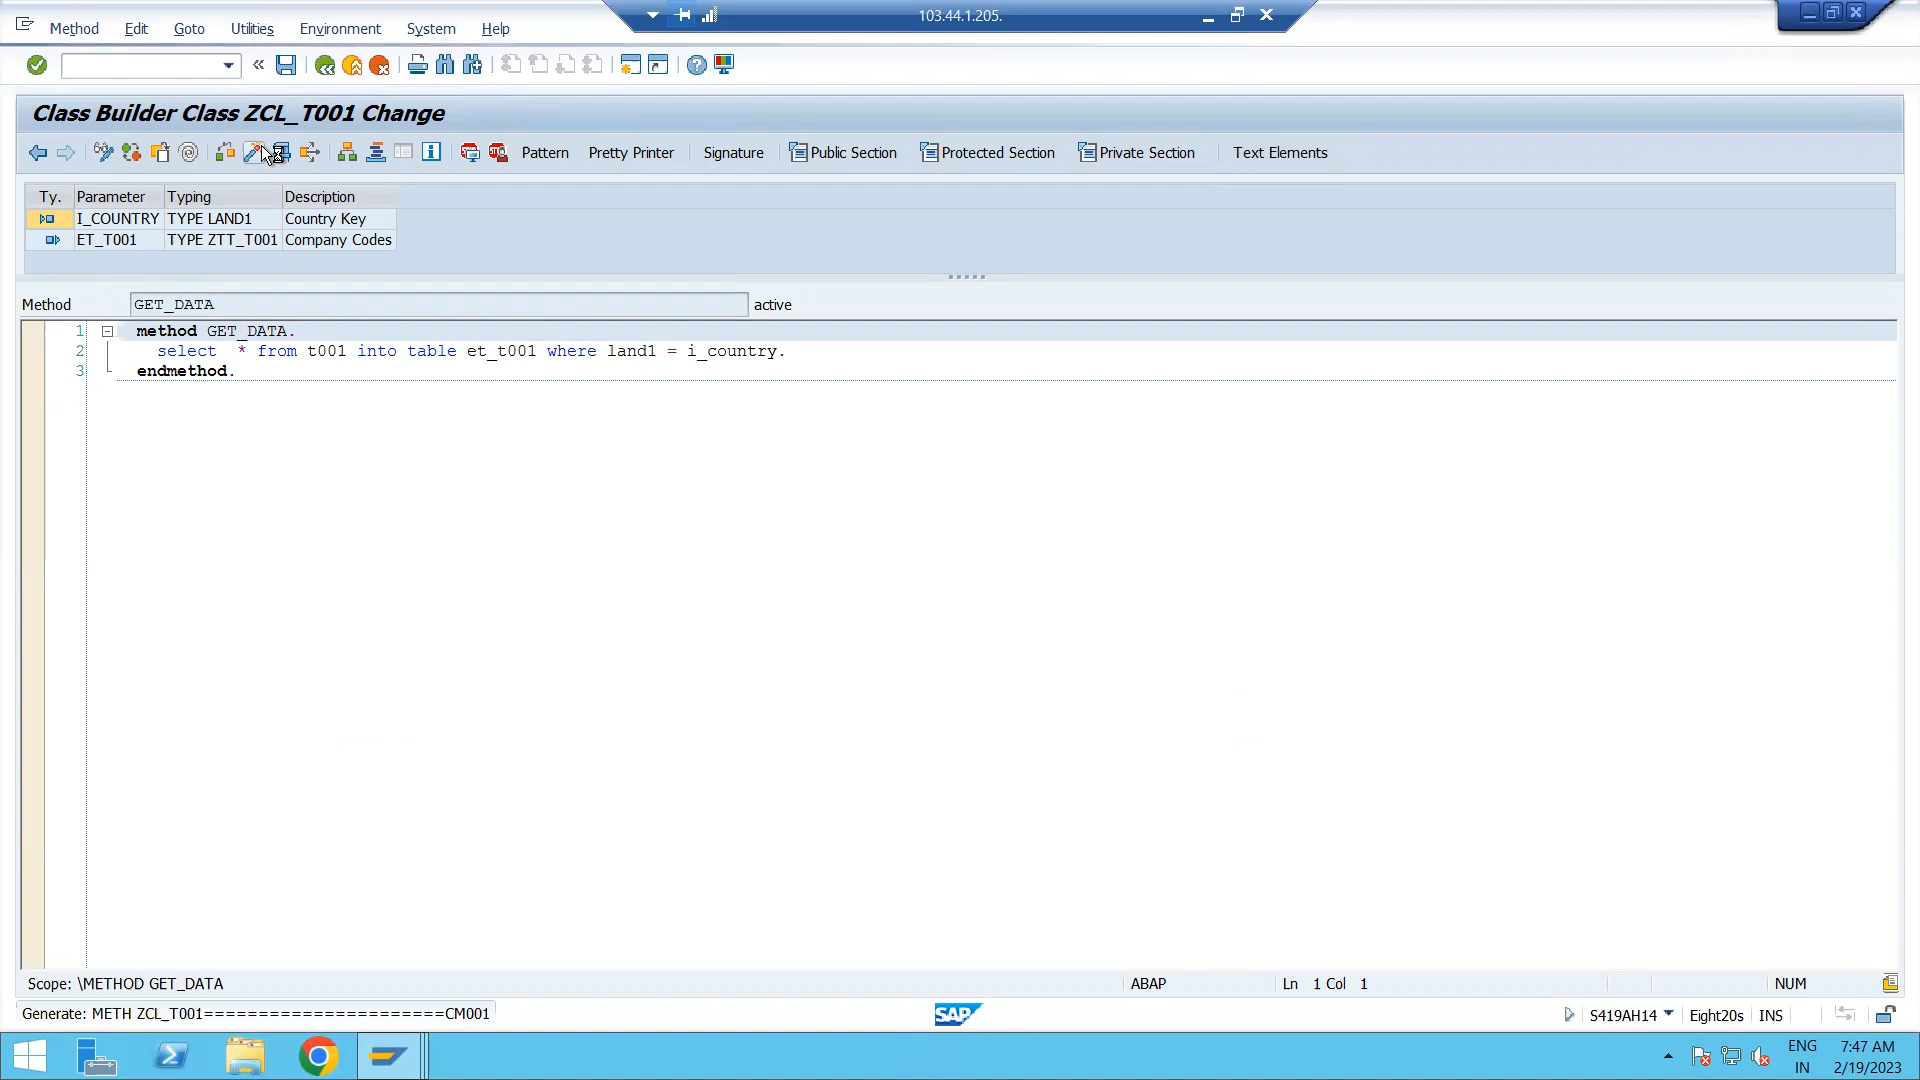 103.44.1.205.
Method Edit Goto Utilities Environment System Help
Class Builder Class ZCL_T001 Change
Pattern Pretty Printer Signature Public Section Protected Section Private Section Text Elements
Ty. Parameter Typing Description
I_COUNTRY TYPE LAND1 Country Key
ET_T001 TYPE ZTT_T001 Company Codes
Method GET_DATA active
1 method GET_DATA.
2 select * from t001 into table et_t001 where land1 = i_country.
3 endmethod.
Scope: \METHOD GET_DATA ABAP Ln 1 Col 1 NUM
Generate: METH ZCL_T001======================CM001 SAP S419AH14 Eight20s INS
ENG 7:47 AM
IN 2/19/2023